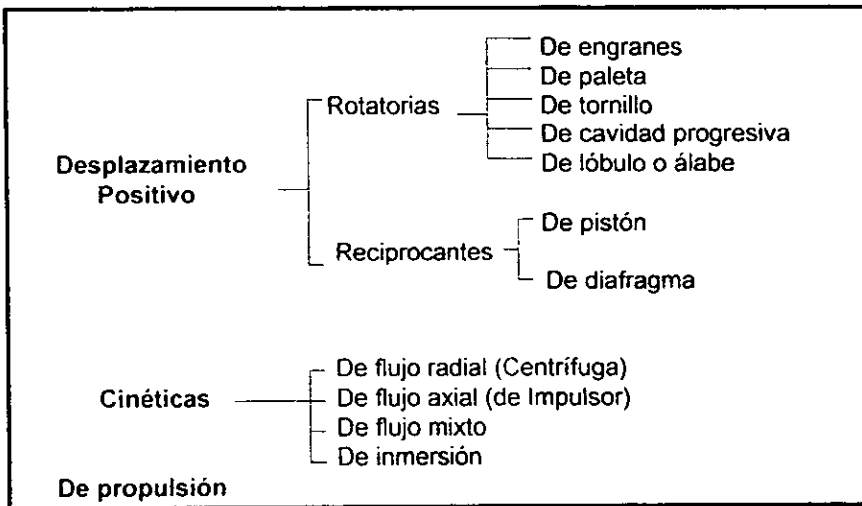 De engranes
De paleta
Rotatorias
De tornillo
De cavidad progresiva
De lóbulo o álabe
Desplazamiento
Positivo
De pistón
Reciprocantes
De diafragma
De flujo radial (Centrífuga)
Cinéticas
De flujo axial (de Impulsor)
De flujo mixto
De inmersión
De propulsión